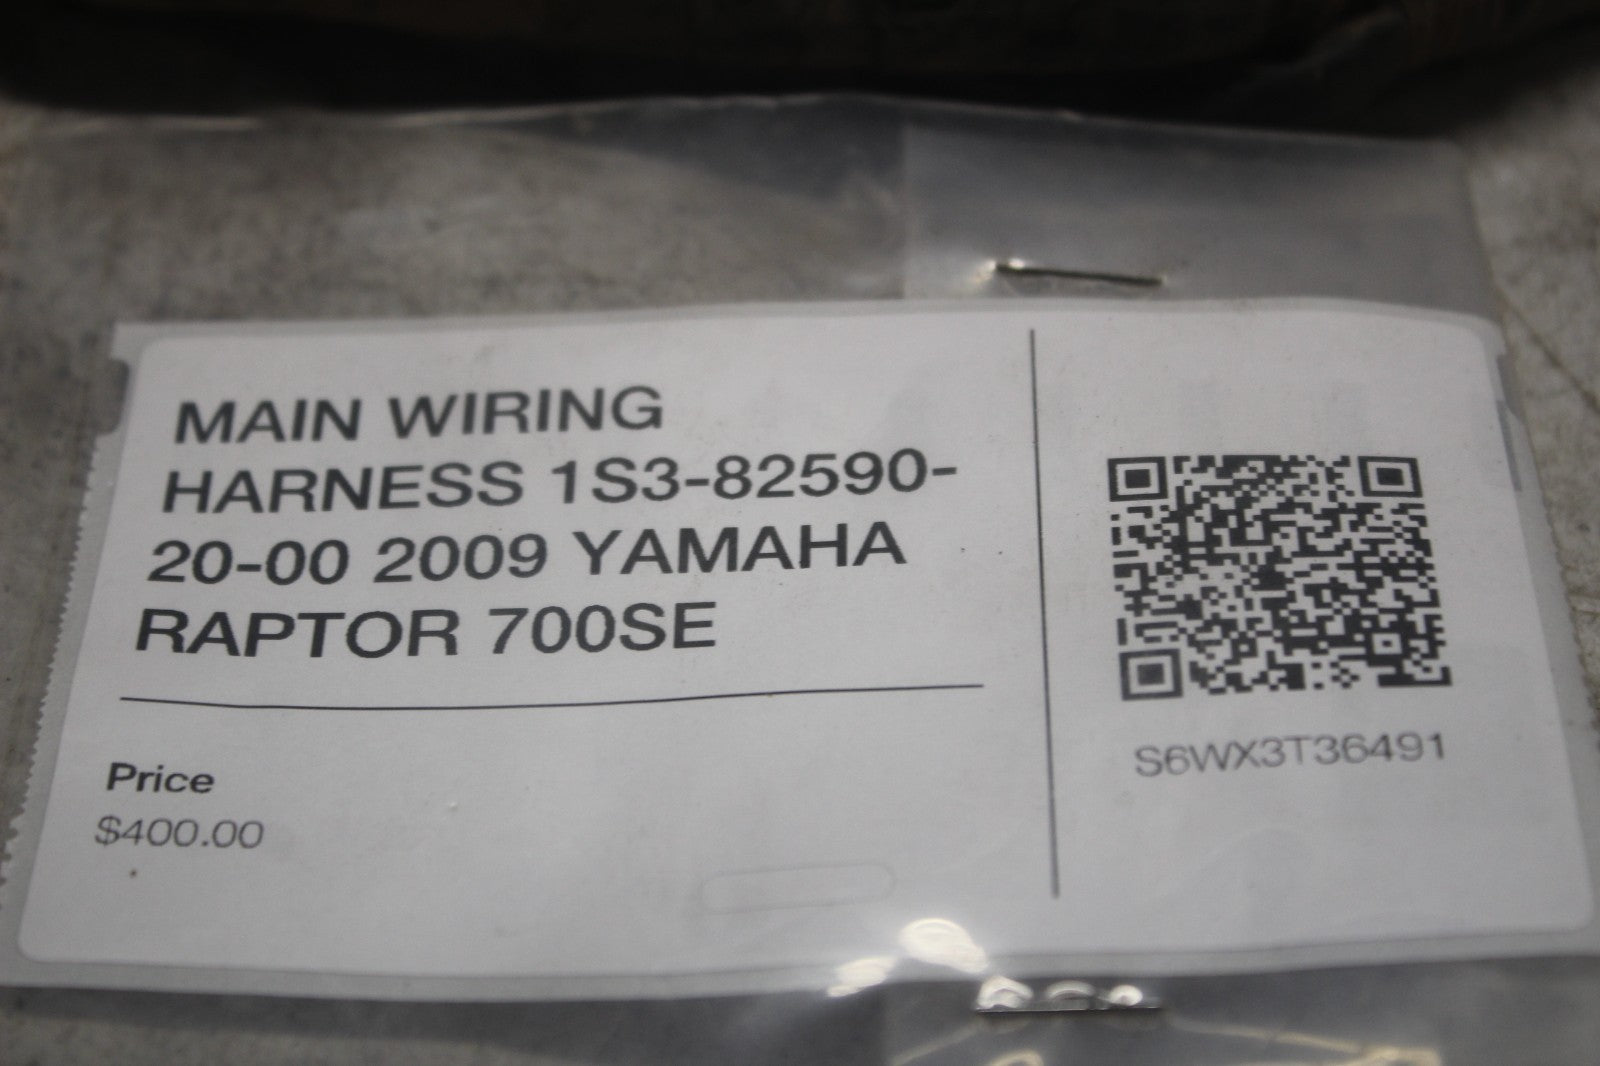 MAIN WIRING
HARNESS 1S3-82590-
20-00 2009 YAMAHA
RAPTOR 700SE
Price
$400.00
S6WX3T36491